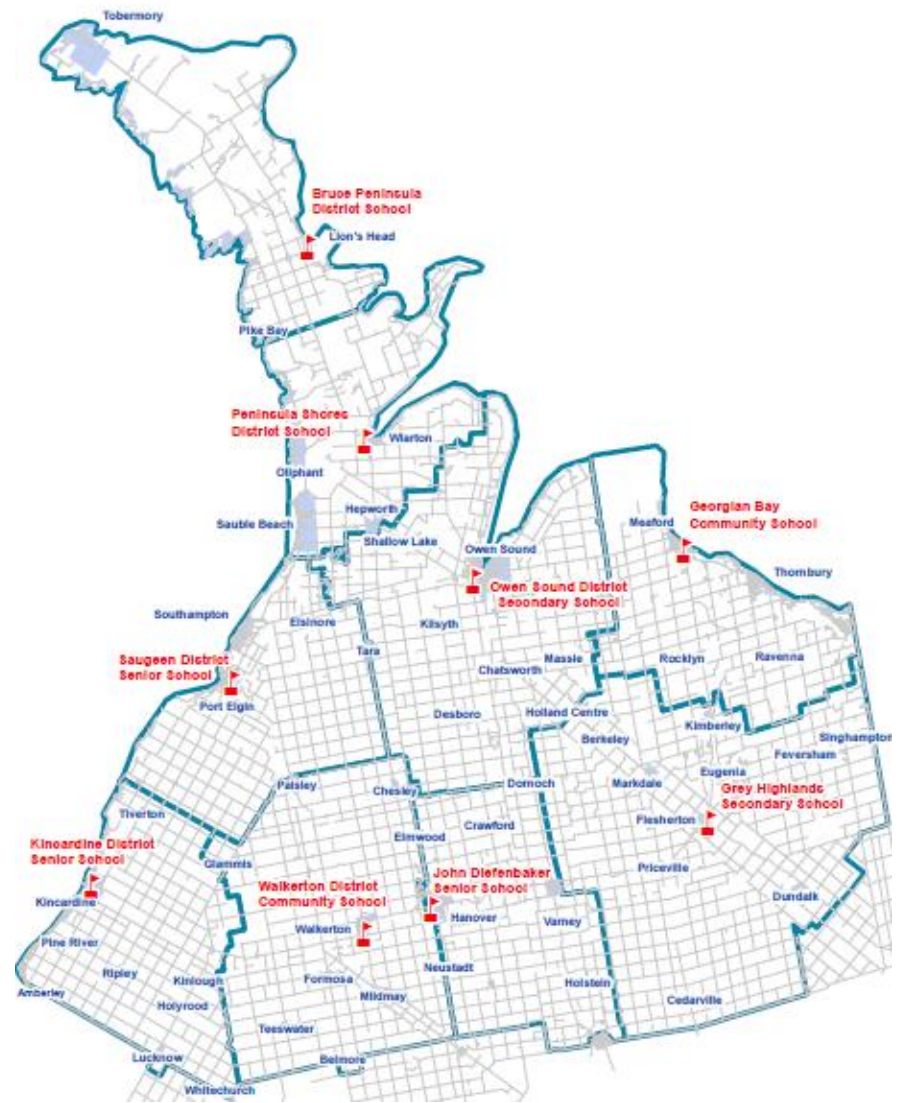 Tobermory
Bruce Peninsula
District School
Lion's Head
Pike Bay
Peninsula Shores
District School
Wiarton
Oliphant
Hepworth
Sauble Beach
Shallow Lake
Owen Sound
Georgian Bay
Community School
Meaford
Thornbury
Owen Sound District
Secondary School
Southampton
Elsinore
Kilsyth
Tara
Massie
Rocklyn
Ravenna
Saugeen District
Senior School
Chatsworth
Port Elgin
Desboro
Holland Centre
Kimberley
Berkeley
Singhampton
Feversham
Eugenia
Markdale
Paisley
Chesley
Dornoch
Grey Highlands
Secondary School
Tiverton
Flesherton
Elmwood
Crawford
Kincardine District
Senior School
Glammis
Priceville
Walkerton District
Community School
John Diefenbaker
Senior School
Dundalk
Kincardine
Hanover
Varney
Walkerton
Pine River
Ripley
Kinlough
Formosa
Neustadt
Mildmay
Holstein
Amberley
Holyrood
Cedarville
Teeswater
Lucknow
Belmore
Whitechurch